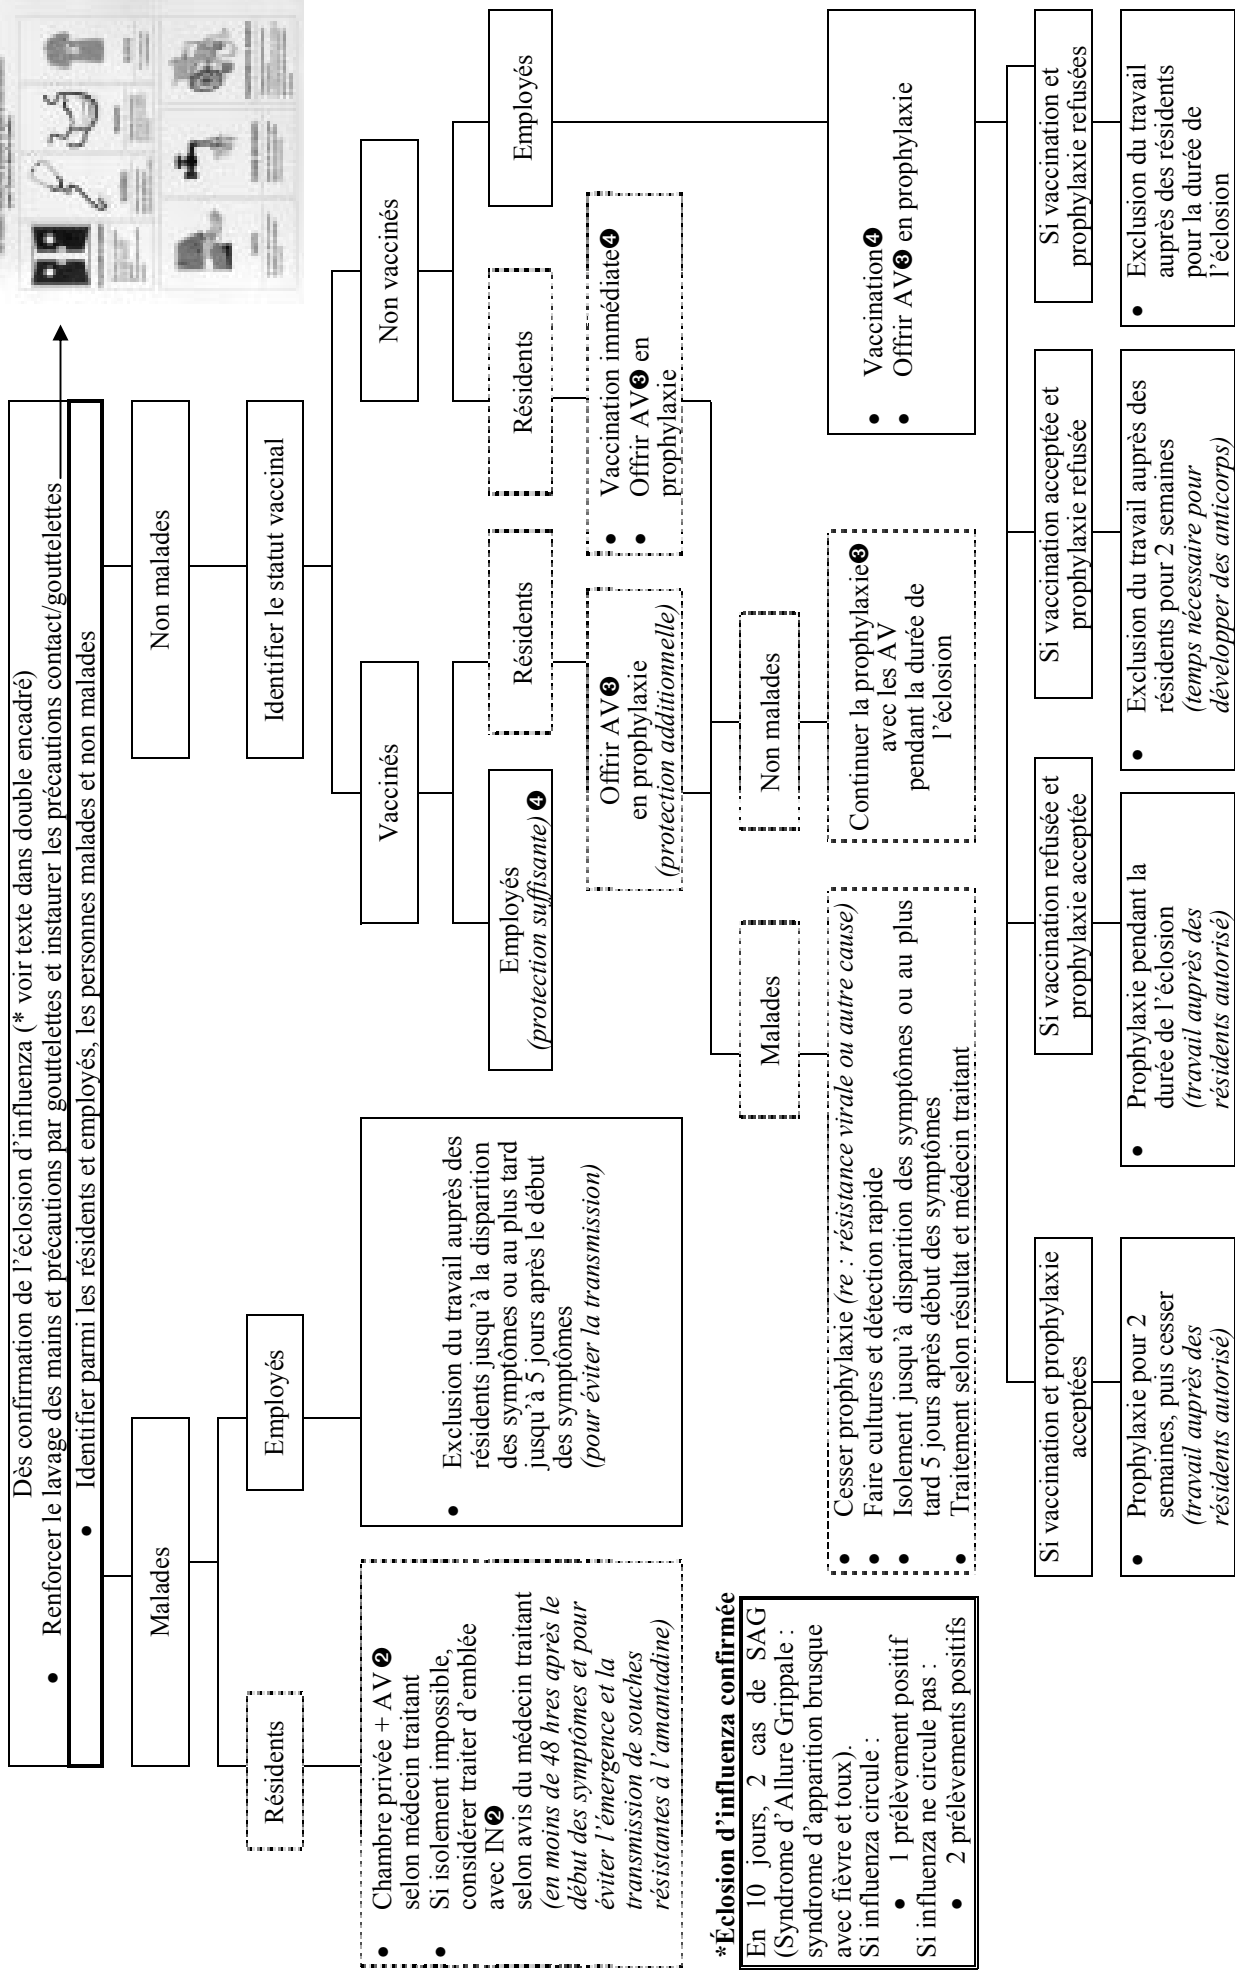 Dès confirmation de l'éclosion d'influenza (* voir texte dans double encadré)
• Renforcer le lavage des mains et précautions par gouttelettes et instaurer les précautions contact/gouttelettes
• Identifier parmi les résidents et employés, les personnes malades et non malades
Malades
Non malades
Résidents
Employés
Identifier le statut vaccinal
• Chambre privée + AV❷
selon médecin traitant
• Si isolement impossible,
considérer traiter d'emblée
avec IN❷
selon avis du médecin traitant
(en moins de 48 hres après le
début des symptômes et pour
éviter l'émergence et la
transmission de souches
résistantes à l'amantadine)
• Exclusion du travail auprès des
résidents jusqu'à la disparition
des symptômes ou au plus tard
jusqu'à 5 jours après le début
des symptômes
(pour éviter la transmission)
Vaccinés
Non vaccinés
Employés
(protection suffisante) ❹
Résidents
Résidents
Employés
Offrir AV❸
en prophylaxie
(protection additionnelle)
• Vaccination immédiate❹
• Offrir AV❸ en
prophylaxie
Malades
Non malades
• Cesser prophylaxie (re : résistance virale ou autre cause)
• Faire cultures et détection rapide
• Isolement jusqu'à disparition des symptômes ou au plus
tard 5 jours après début des symptômes
• Traitement selon résultat et médecin traitant
Continuer la prophylaxie❸
avec les AV
pendant la durée de
l'éclosion
• Vaccination❹
• Offrir AV❸ en prophylaxie
*Éclosion d'influenza confirmée
En 10 jours, 2 cas de SAG
(Syndrome d'Allure Grippale :
syndrome d'apparition brusque
avec fièvre et toux).
Si influenza circule :
• 1 prélèvement positif
Si influenza ne circule pas :
• 2 prélèvements positifs
Si vaccination et prophylaxie
acceptées
Si vaccination refusée et
prophylaxie acceptée
Si vaccination acceptée et
prophylaxie refusée
Si vaccination et
prophylaxie refusées
• Prophylaxie pour 2
semaines, puis cesser
(travail auprès des
résidents autorisé)
• Prophylaxie pendant la
durée de l'éclosion
(travail auprès des
résidents autorisé)
• Exclusion du travail auprès des
résidents pour 2 semaines
(temps nécessaire pour
développer des anticorps)
• Exclusion du travail
auprès des résidents
pour la durée de
l'éclosion